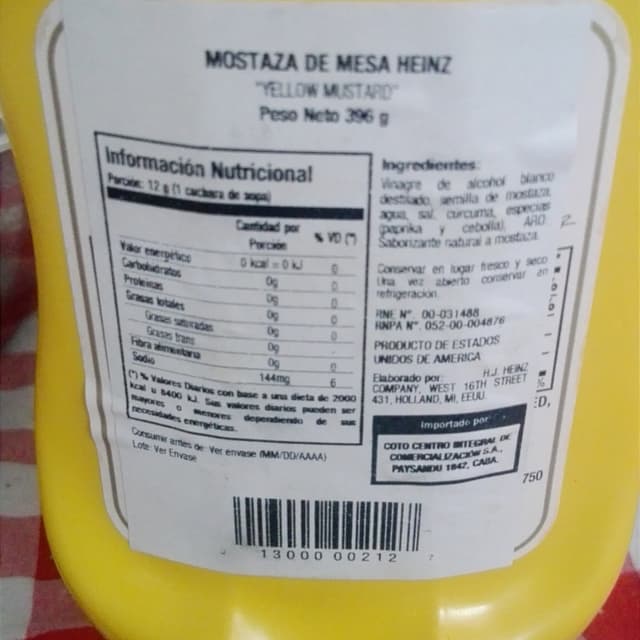 MOSTAZA DE MESA HEINZ
"YELLOW MUSTARD"
Peso Neto 396 g
Información Nutricional
Porción: 12 g (1 cuchara de sopa)
Cantidad por
Porción
% VD (*)
Valor energético 0 kcal = 0 kJ 0
Carbohidratos 0g 0
Proteínas 0g 0
Grasas totales 0g 0
Grasas saturadas 0g 0
Grasas trans 0g
Fibra alimentaria 0g 0
Sodio 144mg 6
(*) % Valores Diarios con base a una dieta de 2000
kcal u 8400 kJ. Sus valores diarios pueden ser
mayores o menores dependiendo de sus
necesidades energéticas.
Consumir antes de: Ver envase (MM/DD/AAAA)
Lote: Ver Envase
Ingredientes:
Vinagre de alcohol blanco
destilado, semilla de mostaza,
agua, sal, cúrcuma, especias
(paprika y cebolla), ARO:
Saborizante natural a mostaza.
Conservar en lugar fresco y seco
Una vez abierto conservar en
refrigeración.
RNE N°. 00-031488
RNPA N°. 052-00-004876
PRODUCTO DE ESTADOS
UNIDOS DE AMERICA
Elaborado por: H.J. HEINZ
COMPANY, WEST 16TH STREET
431, HOLLAND, MI, EEUU.
Importado por
COTO CENTRO INTEGRAL DE
COMERCIALIZACIÓN S.A.,
PAYSANDU 1842, CABA.
%
ED,
750
13000 00212